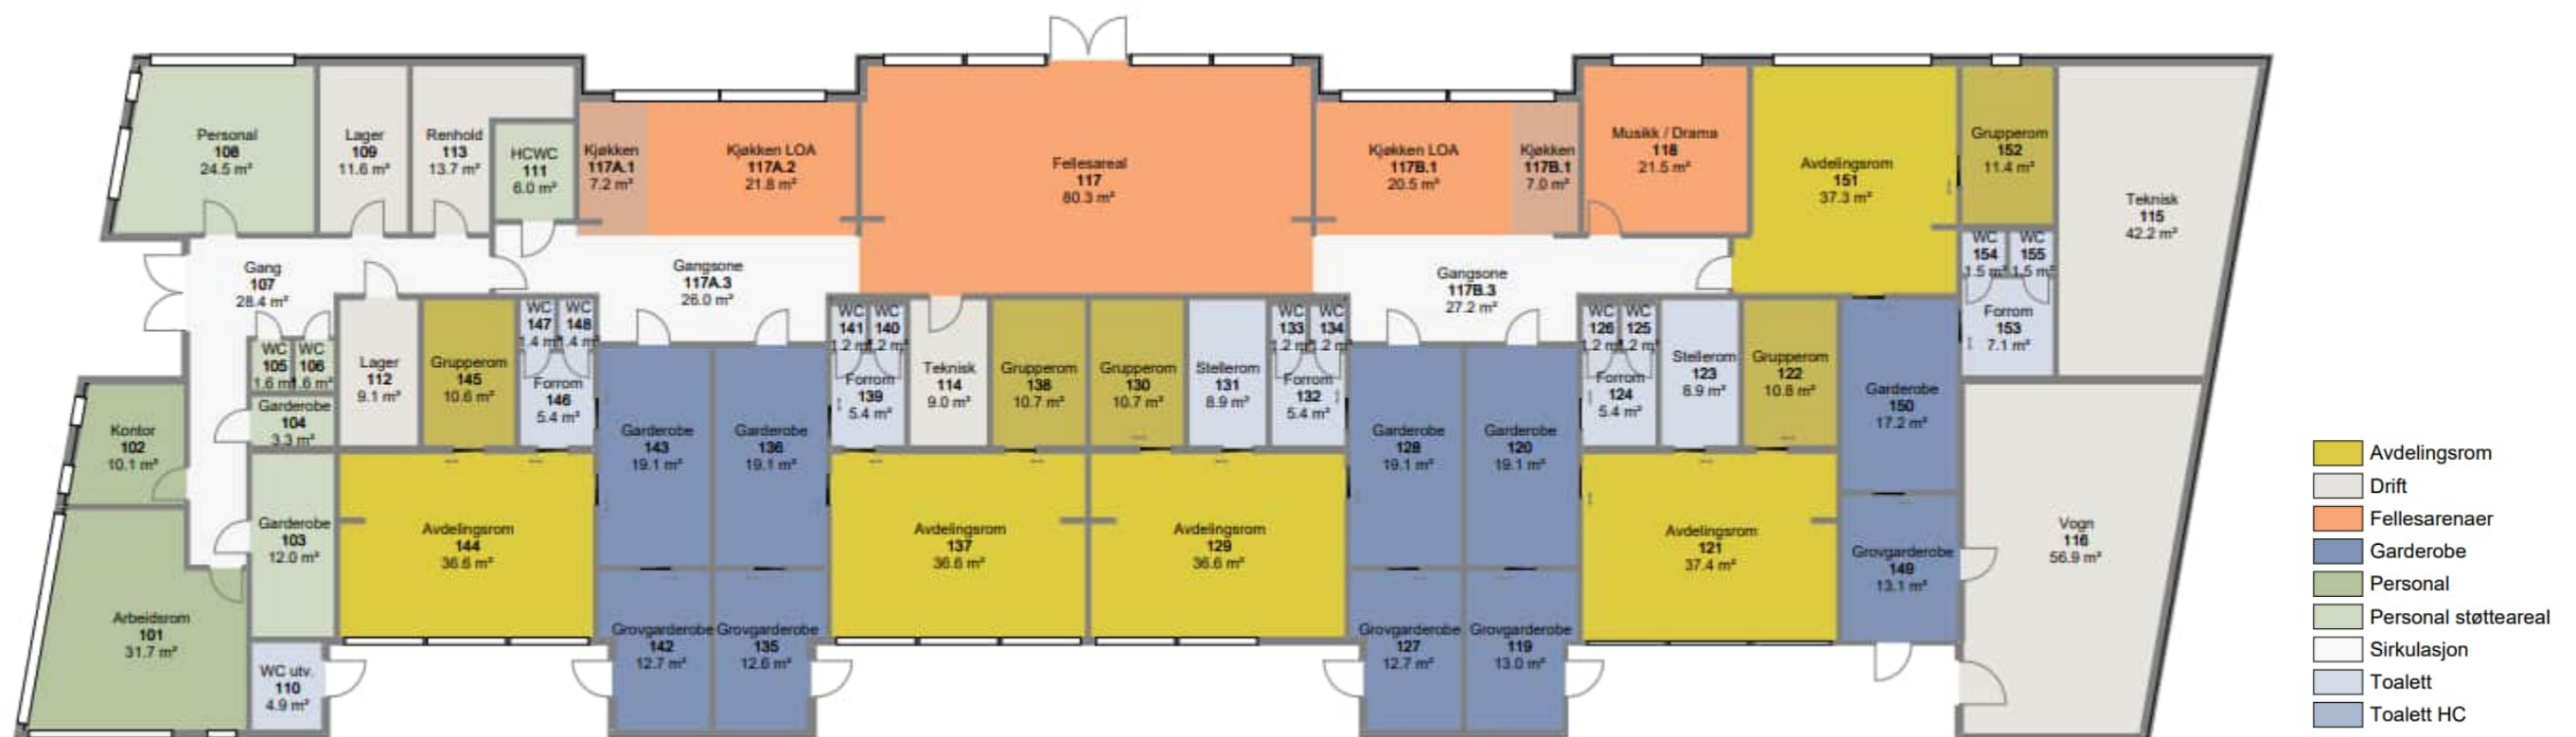 Personal
108
24.5 m²
Lager
109
11.6 m²
Renhold
113
13.7 m²
HCWC
111
6.0 m²
Kjøkken
117A.1
7.2 m²
Kjøkken LOA
117A.2
21.8 m²
Fellesareal
117
80.3 m²
Kjøkken LOA
117B.1
20.5 m²
Kjøkken
117B.1
7.0 m²
Musikk / Drama
118
21.5 m²
Avdelingsrom
151
37.3 m²
Grupperom
152
11.4 m²
Teknisk
115
42.2 m²
WC
154
1.5 m²
WC
155
1.5 m²
Forrom
153
7.1 m²
Gang
107
28.4 m²
Gangsone
117A.3
26.0 m²
Gangsone
117B.3
27.2 m²
WC
105
1.6 m²
WC
106
1.6 m²
Garderobe
104
3.3 m²
Lager
112
9.1 m²
Grupperom
145
10.6 m²
WC
147
1.4 m²
WC
148
1.4 m²
Forrom
146
5.4 m²
Garderobe
143
19.1 m²
Garderobe
136
19.1 m²
WC
141
1.2 m²
WC
140
1.2 m²
Forrom
139
5.4 m²
Teknisk
114
9.0 m²
Grupperom
138
10.7 m²
Grupperom
130
10.7 m²
Stellerom
131
8.9 m²
WC
133
1.2 m²
WC
134
1.2 m²
Forrom
132
5.4 m²
Garderobe
128
19.1 m²
Garderobe
120
19.1 m²
WC
126
1.2 m²
WC
125
1.2 m²
Forrom
124
5.4 m²
Stellerom
123
8.9 m²
Grupperom
122
10.8 m²
Garderobe
150
17.2 m²
Kontor
102
10.1 m²
Garderobe
103
12.0 m²
Avdelingsrom
144
36.6 m²
Avdelingsrom
137
36.6 m²
Avdelingsrom
129
36.6 m²
Avdelingsrom
121
37.4 m²
Grovgarderobe
149
13.1 m²
Vogn
116
56.9 m²
Arbeidsrom
101
31.7 m²
WC utv.
110
4.9 m²
Grovgarderobe
142
12.7 m²
Grovgarderobe
135
12.6 m²
Grovgarderobe
127
12.7 m²
Grovgarderobe
119
13.0 m²
Avdelingsrom
Drift
Fellesarenaer
Garderobe
Personal
Personal støtteareal
Sirkulasjon
Toalett
Toalett HC